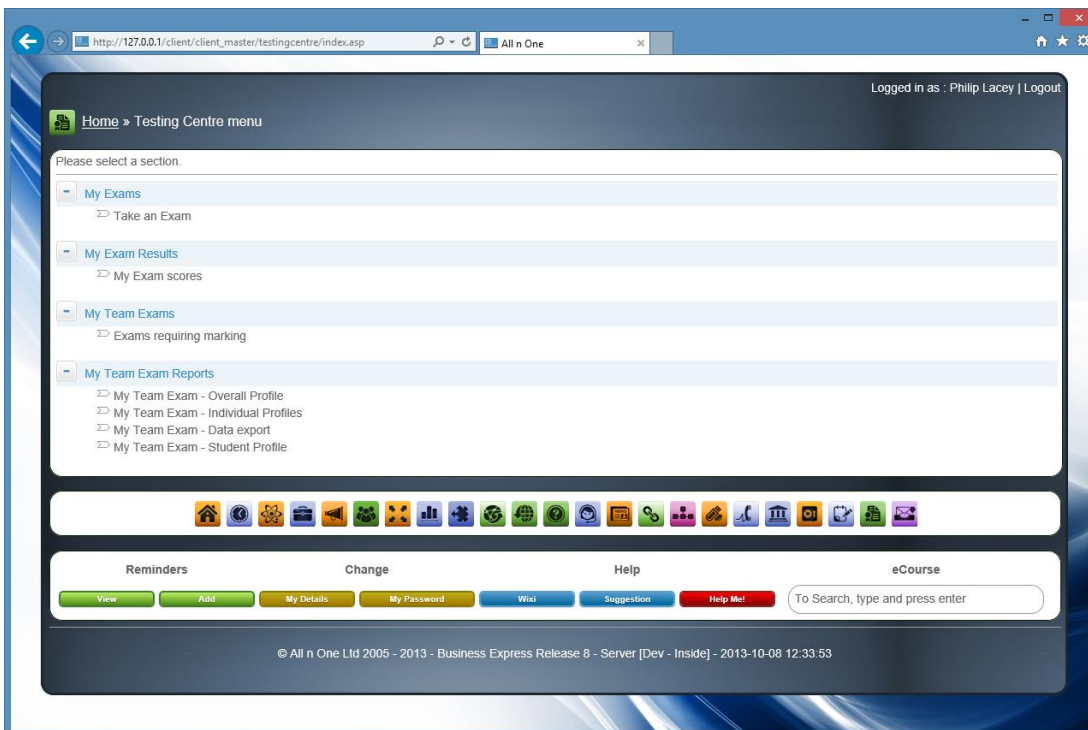 http://127.0.0.1/client/client_master/testingcentre/index.asp
All n One
Logged in as : Philip Lacey | Logout
Home » Testing Centre menu
Please select a section.
My Exams
Take an Exam
My Exam Results
My Exam scores
My Team Exams
Exams requiring marking
My Team Exam Reports
My Team Exam - Overall Profile
My Team Exam - Individual Profiles
My Team Exam - Data export
My Team Exam - Student Profile
Reminders Change Help eCourse
View Add My Details My Password Wixi Suggestion Help Me! To Search, type and press enter
© All n One Ltd 2005 - 2013 - Business Express Release 8 - Server [Dev - Inside] - 2013-10-08 12:33:53